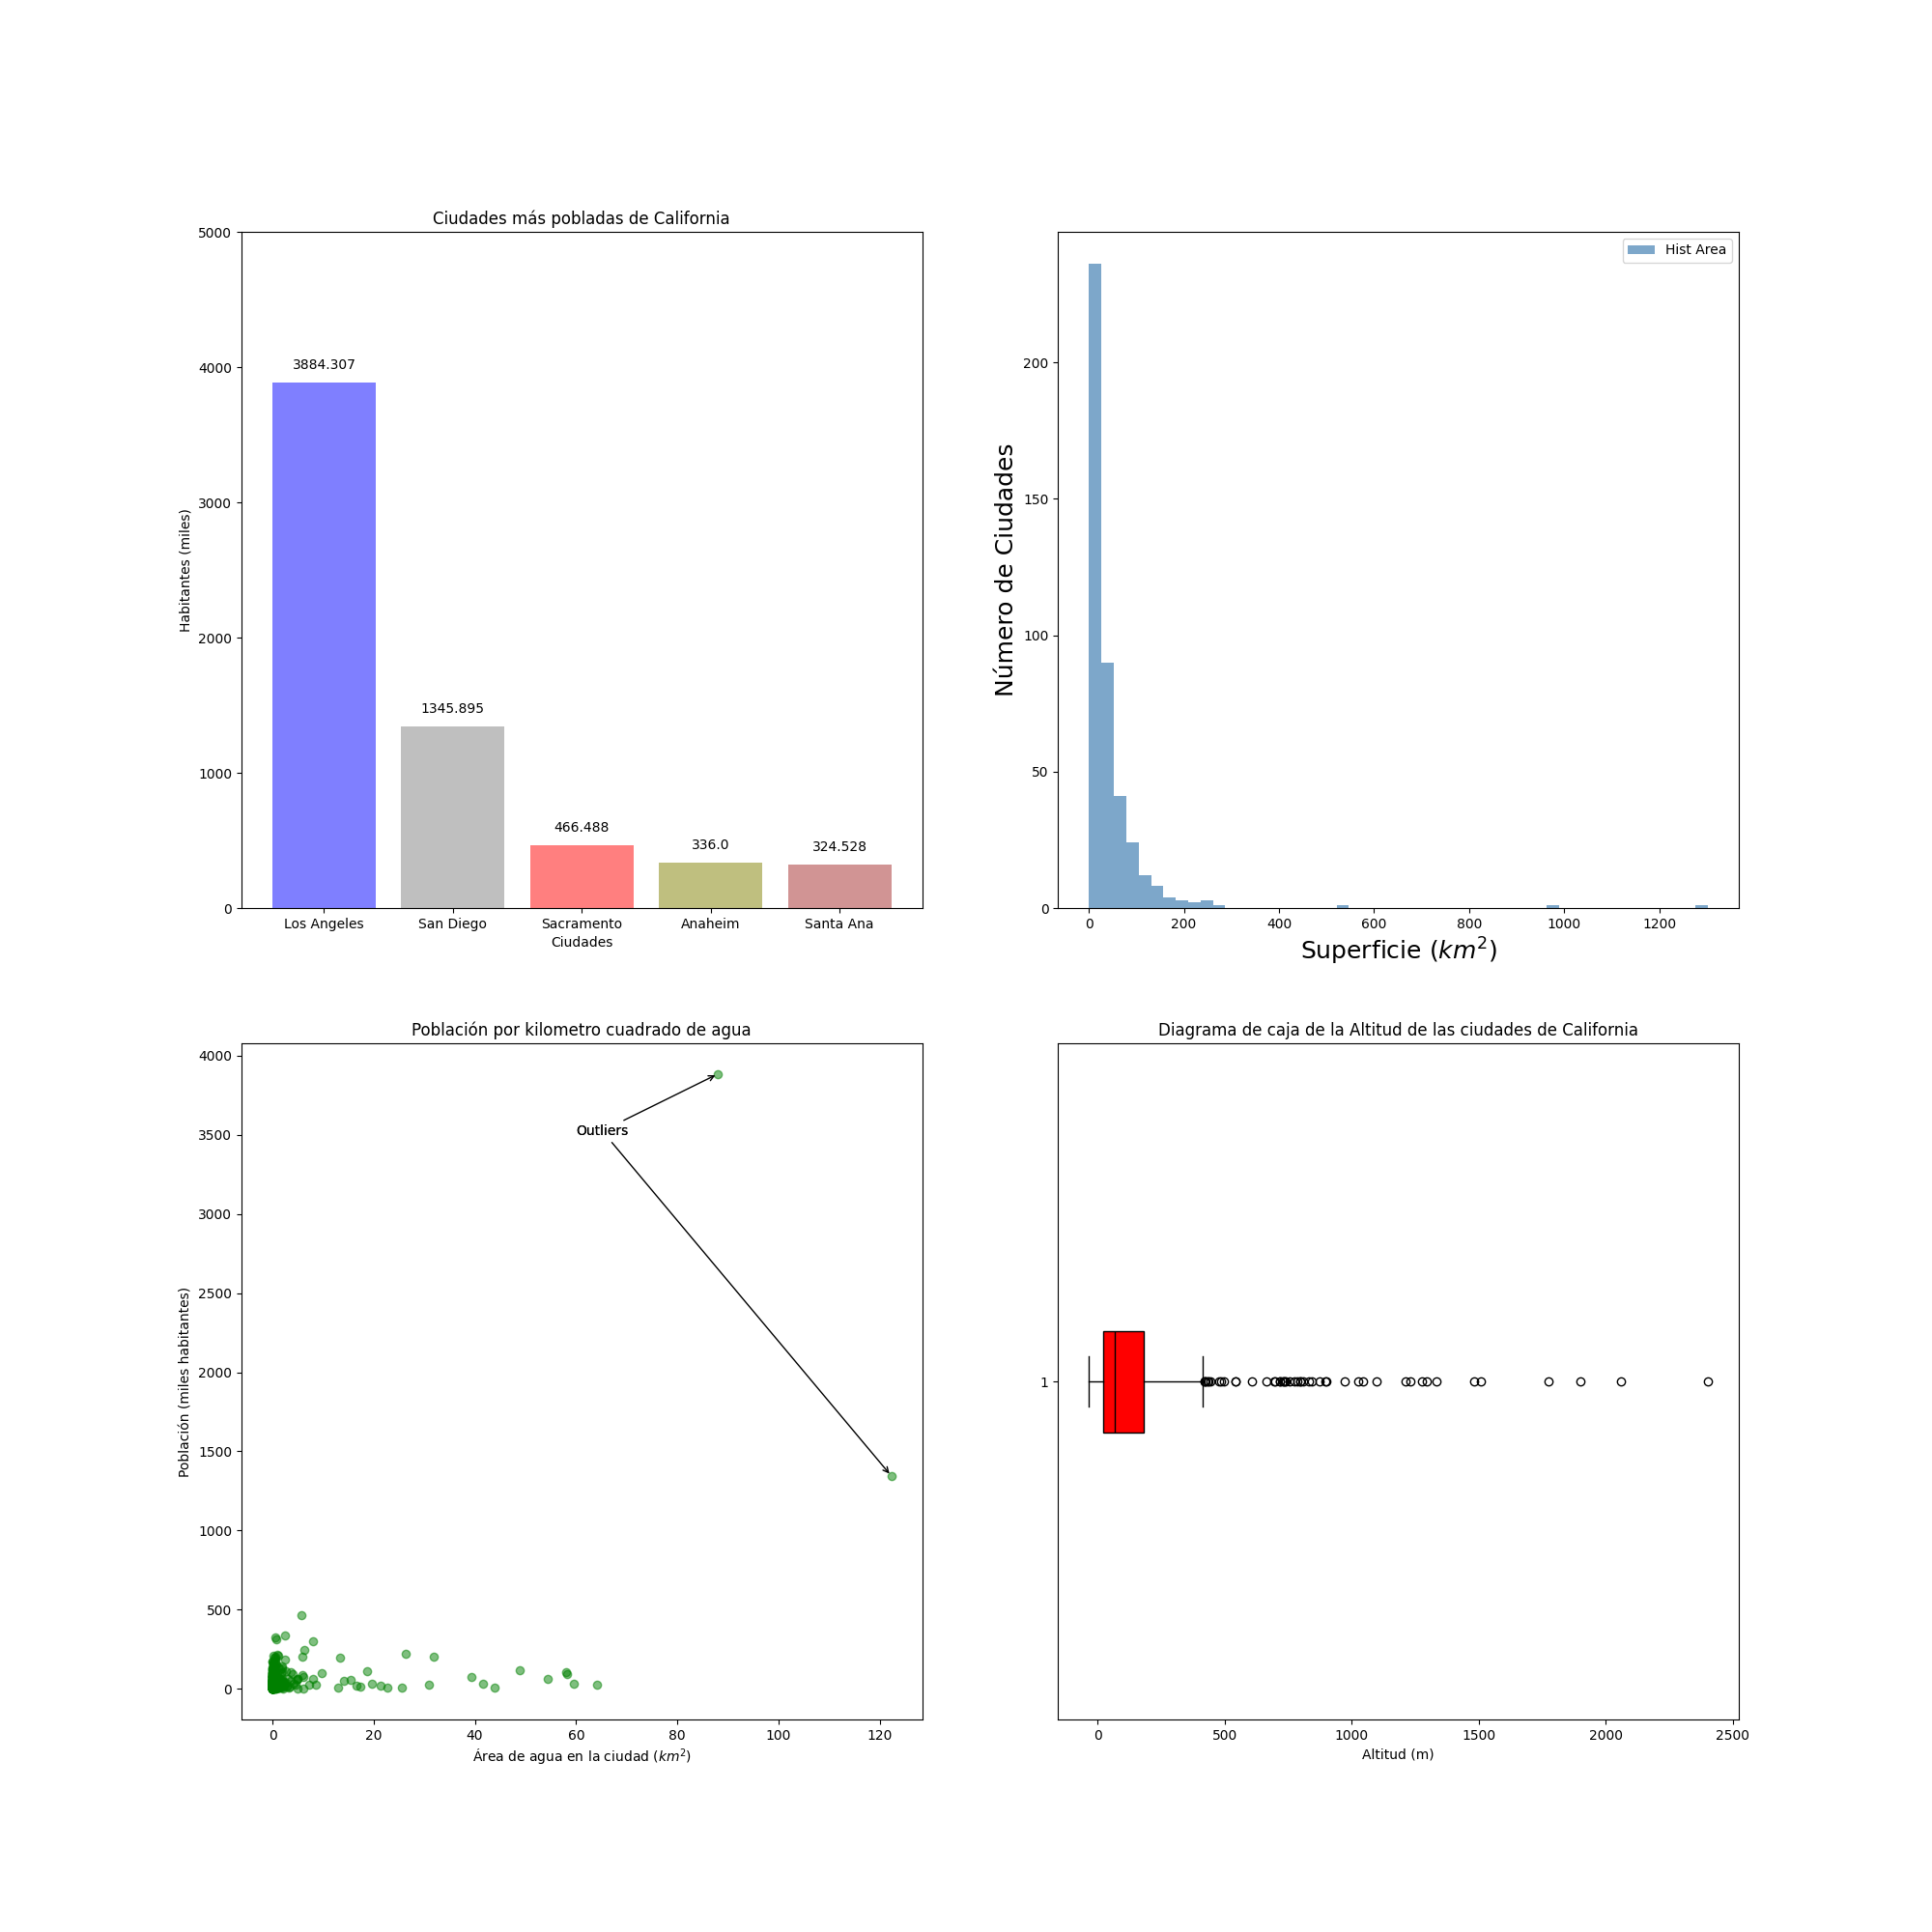 Ciudades más pobladas de California
5000
4000
3000
2000
1000
0
Habitantes (miles)
3884.307
1345.895
466.488
336.0
324.528
Los Angeles San Diego Sacramento Anaheim Santa Ana
Ciudades
Hist Area
200
150
100
50
0
Número de Ciudades
0 200 400 600 800 1000 1200
Superficie (km²)
Población por kilometro cuadrado de agua
4000
3500
3000
2500
2000
1500
1000
500
0
Población (miles habitantes)
Outliers
0 20 40 60 80 100 120
Área de agua en la ciudad (km²)
Diagrama de caja de la Altitud de las ciudades de California
1
0 500 1000 1500 2000 2500
Altitud (m)